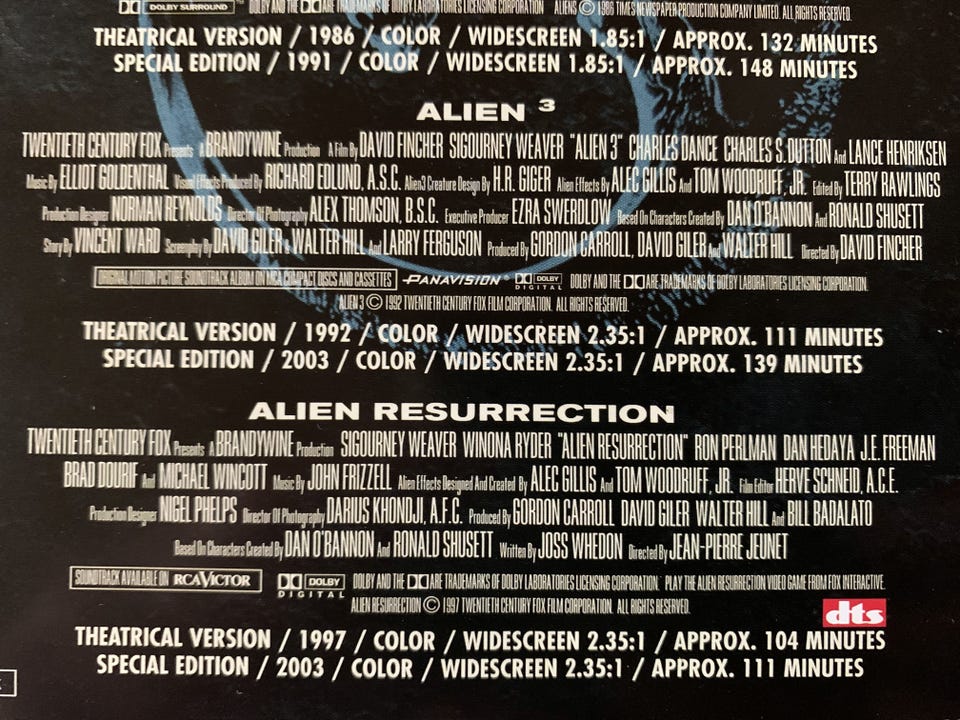 DOLBY SURROUND DOLBY AND THE ARE TRADEMARKS OF DOLBY LABORATORIES LICENSING CORPORATION ALIENS © 1986 TIMES NEWSPAPER PRODUCTION COMPANY LIMITED. ALL RIGHTS RESERVED.
THEATRICAL VERSION / 1986 / COLOR / WIDESCREEN 1.85:1 / APPROX. 132 MINUTES
SPECIAL EDITION / 1991 / COLOR / WIDESCREEN 1.85:1 / APPROX. 148 MINUTES
ALIEN ³
TWENTIETH CENTURY FOX Presents A BRANDYWINE Production A Film By DAVID FINCHER SIGOURNEY WEAVER "ALIEN 3" CHARLES DANCE CHARLES S. DUTTON And LANCE HENRIKSEN
Music By ELLIOT GOLDENTHAL Visual Effects Produced By RICHARD EDLUND, A.S.C. Alien3 Creature Design By H.R. GIGER Alien Effects By ALEC GILLIS And TOM WOODRUFF, JR. Edited By TERRY RAWLINGS
Production Designer NORMAN REYNOLDS Director Of Photography ALEX THOMSON, B.S.C. Executive Producer EZRA SWERDLOW Based On Characters Created By DAN O'BANNON And RONALD SHUSETT
Story By VINCENT WARD Screenplay By DAVID GILER & WALTER HILL And LARRY FERGUSON Produced By GORDON CARROLL, DAVID GILER And WALTER HILL Directed By DAVID FINCHER
ORIGINAL MOTION PICTURE SOUNDTRACK ALBUM ON MCA COMPACT DISCS AND CASSETTES PANAVISION® DOLBY DIGITAL DOLBY AND THE ARE TRADEMARKS OF DOLBY LABORATORIES LICENSING CORPORATION.
ALIEN 3 © 1992 TWENTIETH CENTURY FOX FILM CORPORATION. ALL RIGHTS RESERVED.
THEATRICAL VERSION / 1992 / COLOR / WIDESCREEN 2.35:1 / APPROX. 111 MINUTES
SPECIAL EDITION / 2003 / COLOR / WIDESCREEN 2.35:1 / APPROX. 139 MINUTES
ALIEN RESURRECTION
TWENTIETH CENTURY FOX Presents A BRANDYWINE Production SIGOURNEY WEAVER WINONA RYDER "ALIEN RESURRECTION" RON PERLMAN DAN HEDAYA J.E. FREEMAN
BRAD DOURIF And MICHAEL WINCOTT Music By JOHN FRIZZELL Alien Effects Designed And Created By ALEC GILLIS And TOM WOODRUFF, JR. Film Editor HERVE SCHNEID, A.C.E.
Production Designer NIGEL PHELPS Director Of Photography DARIUS KHONDJI, A.F.C. Produced By GORDON CARROLL DAVID GILER WALTER HILL And BILL BADALATO
Based On Characters Created By DAN O'BANNON And RONALD SHUSETT Written By JOSS WHEDON Directed By JEAN-PIERRE JEUNET
SOUNDTRACK AVAILABLE ON RCA VICTOR DOLBY DIGITAL DOLBY AND THE ARE TRADEMARKS OF DOLBY LABORATORIES LICENSING CORPORATION. PLAY THE ALIEN RESURRECTION VIDEO GAME FROM FOX INTERACTIVE.
ALIEN RESURRECTION © 1997 TWENTIETH CENTURY FOX FILM CORPORATION. ALL RIGHTS RESERVED.
dts
THEATRICAL VERSION / 1997 / COLOR / WIDESCREEN 2.35:1 / APPROX. 104 MINUTES
SPECIAL EDITION / 2003 / COLOR / WIDESCREEN 2.35:1 / APPROX. 111 MINUTES